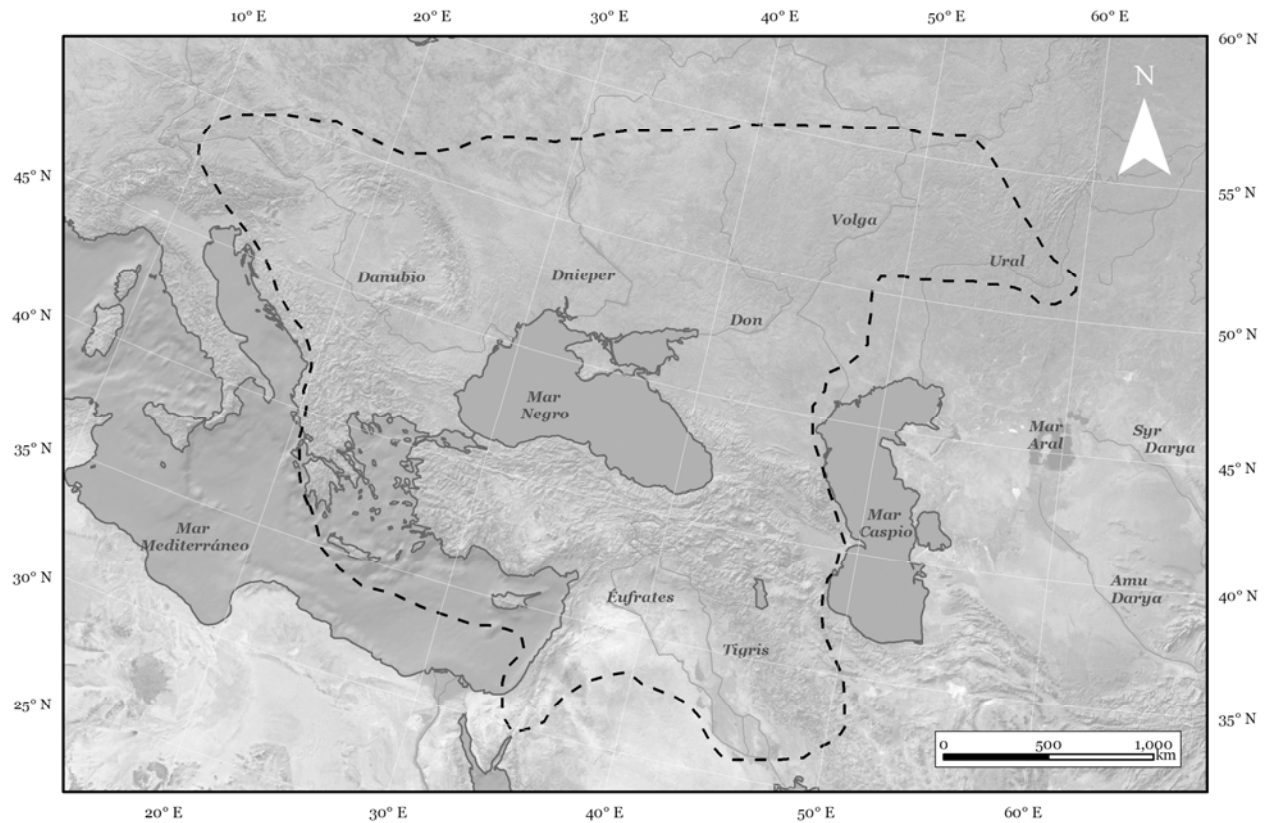 10° E
20° E
30° E
40° E
50° E
60° E
60° N
N
45° N
55° N
Volga
Ural
Danubio
Dnieper
40° N
Don
50° N
Mar
Negro
Mar
Aral
Syr
Darya
35° N
45° N
Mar
Mediterráneo
Mar
Caspio
30° N
Éufrates
Amu
Darya
40° N
Tigris
25° N
35° N
0
500
1,000
km
20° E
30° E
40° E
50° E
60° E